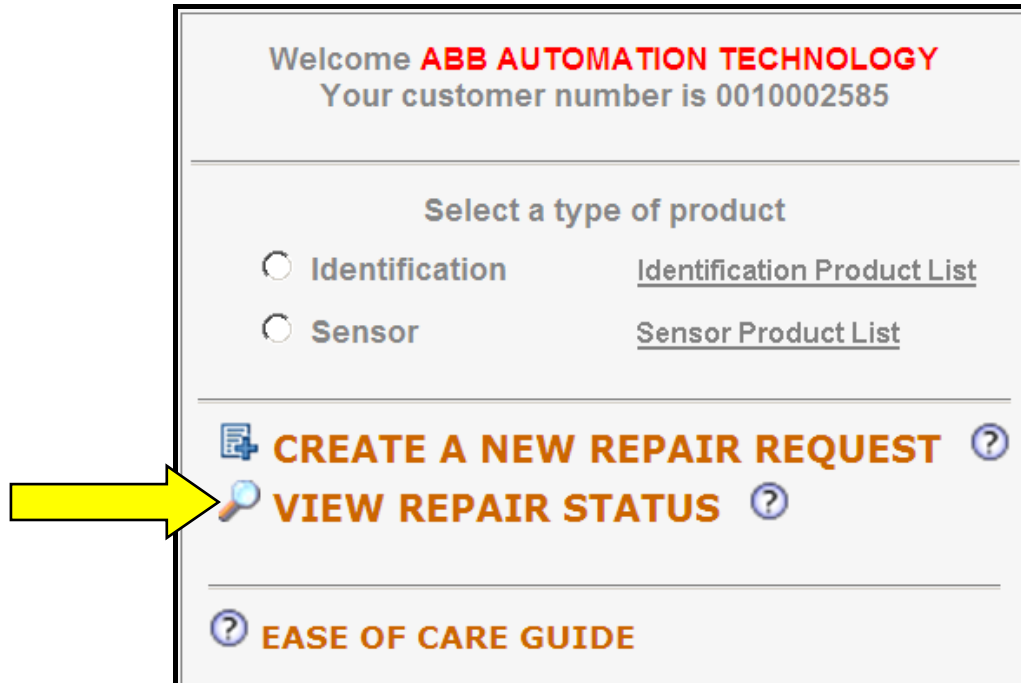 Welcome ABB AUTOMATION TECHNOLOGY
Your customer number is 0010002585
Select a type of product
Identification Identification Product List
Sensor Sensor Product List
CREATE A NEW REPAIR REQUEST ?
VIEW REPAIR STATUS ?
? EASE OF CARE GUIDE